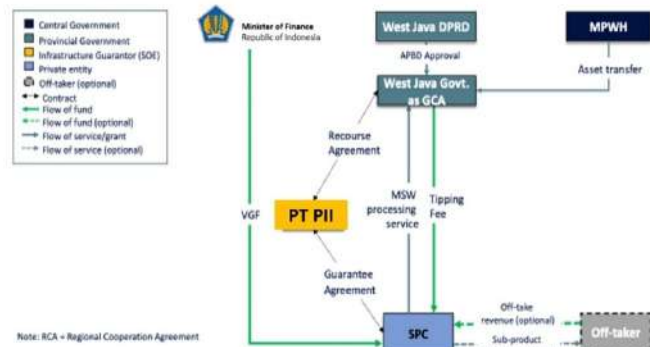 Central Government
Provincial Government
Infrastructure Guarantor (SOE)
Private entity
Off-taker (optional)
Contract
Flow of fund
Flow of fund (optional)
Flow of service/grant
Flow of service (optional)
Minister of Finance
Republic of Indonesia
West Java DPRD
MPWH
APBD Approval
Asset transfer
West Java Govt.
as GCA
Recourse
Agreement
VGF
PT PII
MSW
processing
service
Tipping
Fee
Guarantee
Agreement
Off-take
revenue (optional)
SPC
Off-taker
Sub-product
Note: RCA = Regional Cooperation Agreement